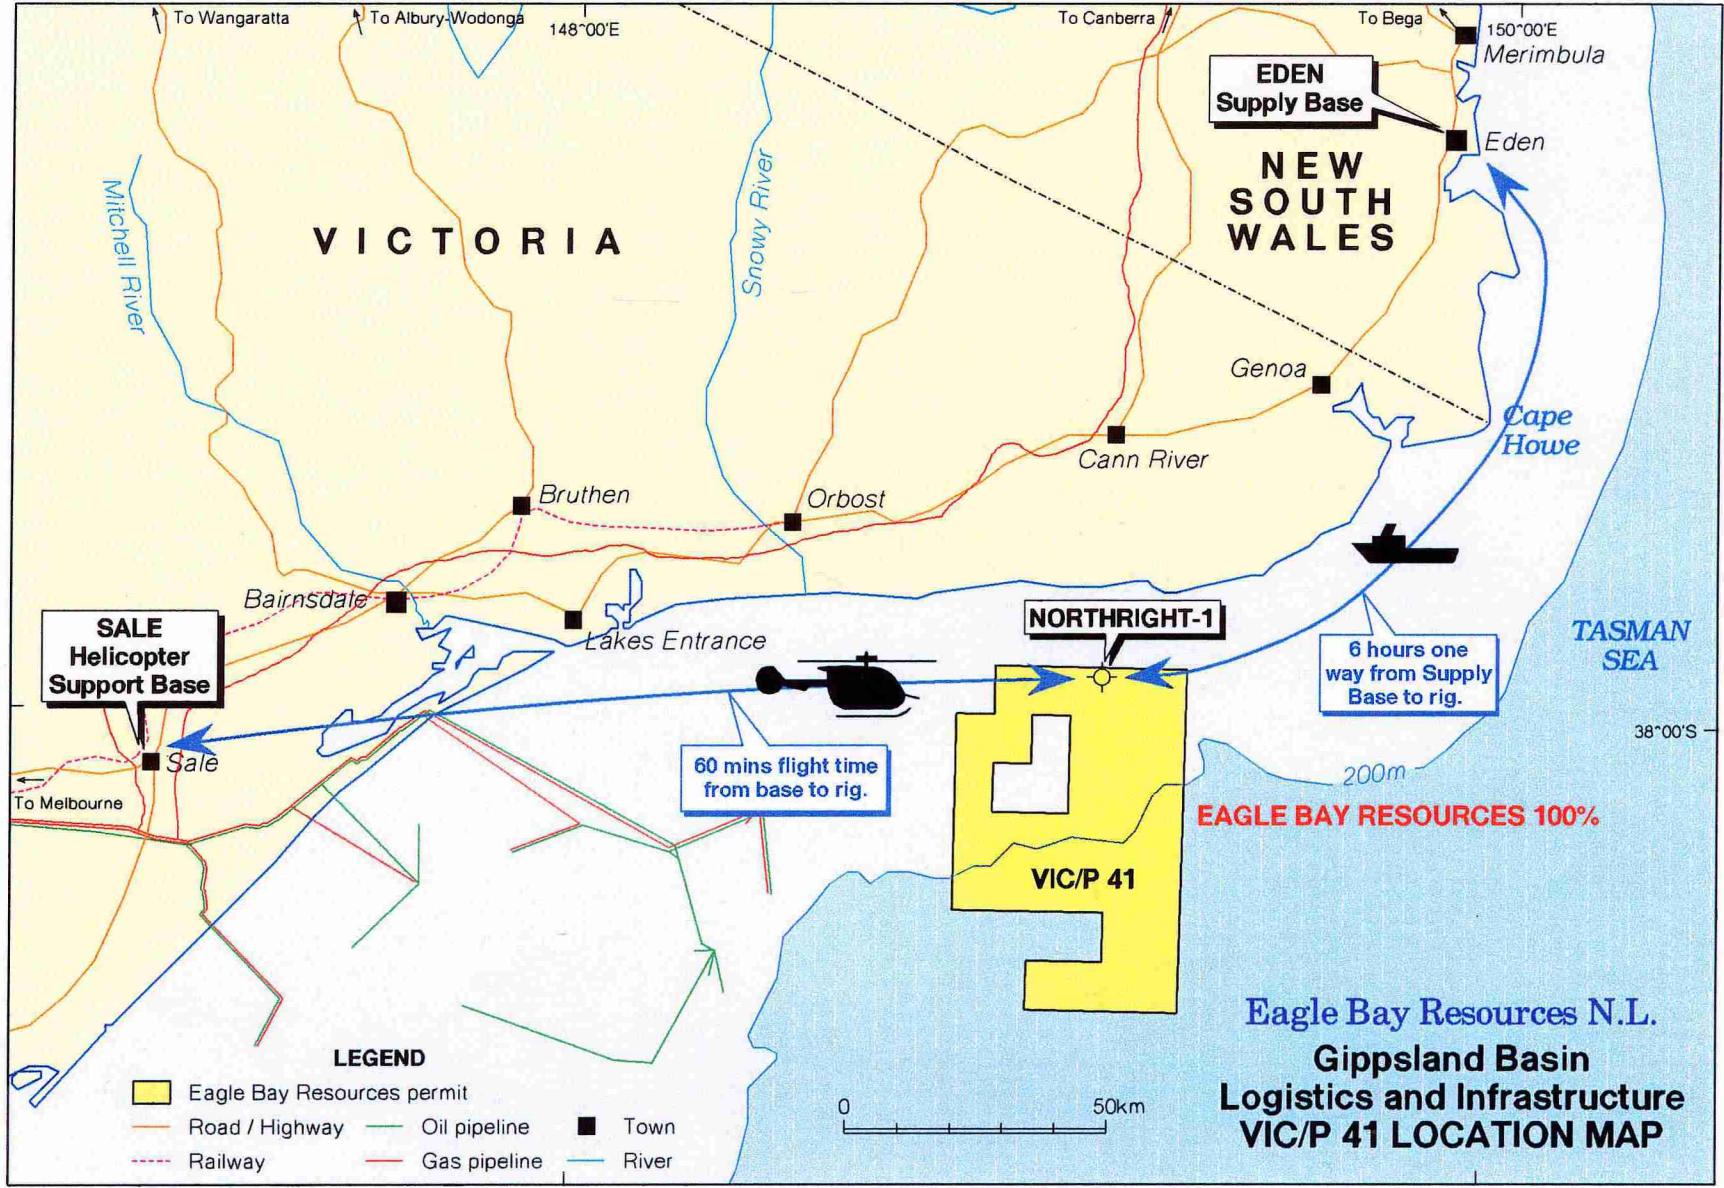 To Wangaratta
To Albury-Wodonga
148°00'E
To Canberra
To Bega
150°00'E
Merimbula
EDEN
Supply Base
Eden
NEW
SOUTH
WALES
VICTORIA
Mitchell River
Snowy River
Genoa
Cape
Howe
Cann River
Bruthen
Orbost
Bairnsdale
Lakes Entrance
SALE
Helicopter
Support Base
Sale
To Melbourne
NORTHRIGHT-1
6 hours one
way from Supply
Base to rig.
TASMAN
SEA
38°00'S
200m
60 mins flight time
from base to rig.
EAGLE BAY RESOURCES 100%
VIC/P 41
LEGEND
Eagle Bay Resources permit
Road / Highway
Oil pipeline
Town
Railway
Gas pipeline
River
0
50km
Eagle Bay Resources N.L.
Gippsland Basin
Logistics and Infrastructure
VIC/P 41 LOCATION MAP